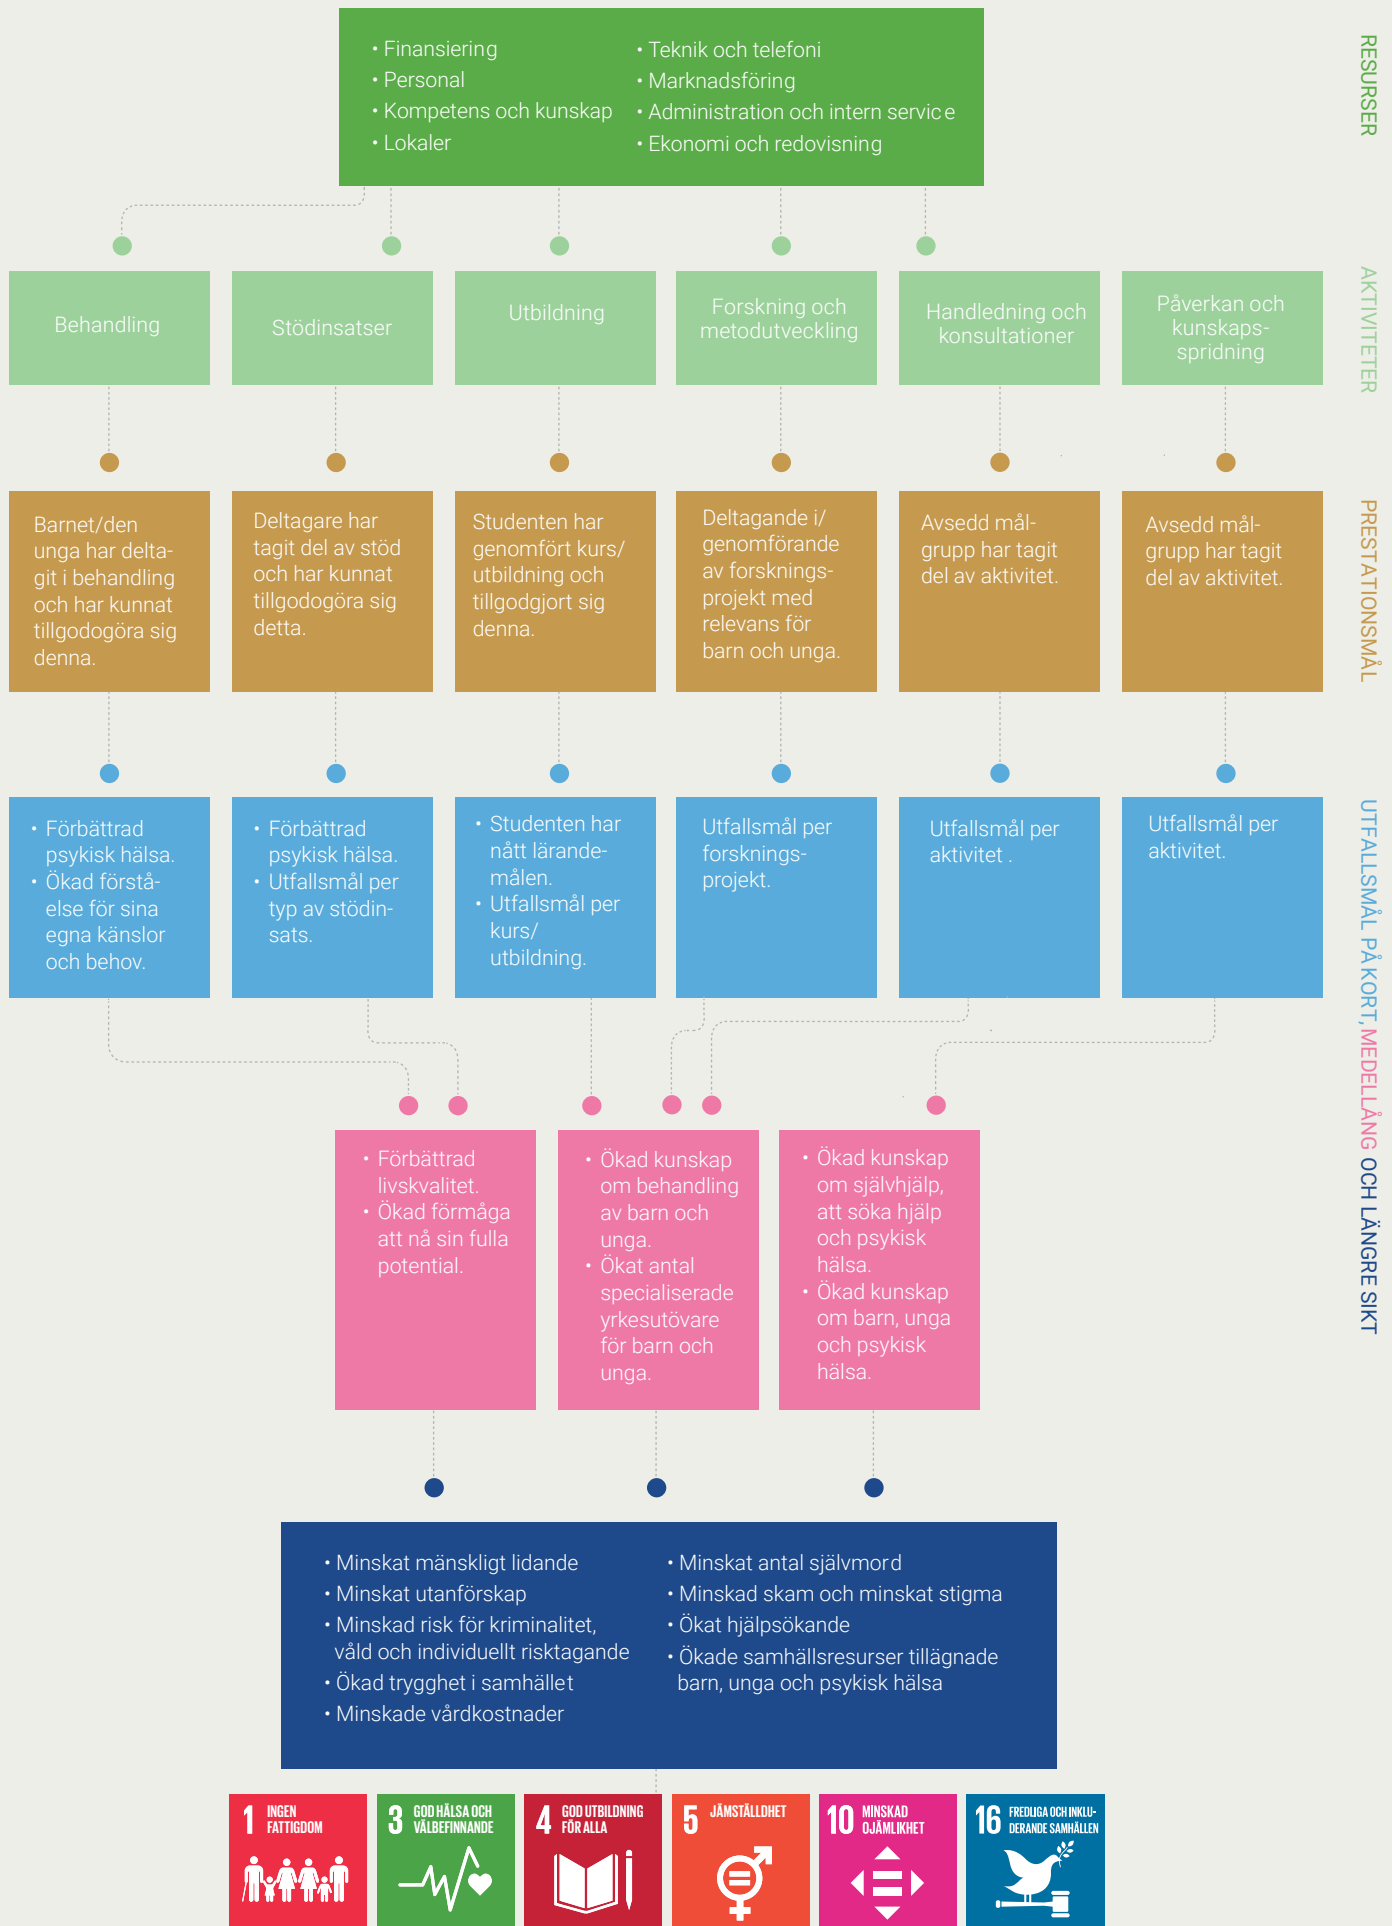 • Finansiering
• Personal
• Kompetens och kunskap
• Lokaler
• Teknik och telefoni
• Marknadsföring
• Administration och intern service
• Ekonomi och redovisning
RESURSER
Behandling
Stödinsatser
Utbildning
Forskning och
metodutveckling
Handledning och
konsultationer
Påverkan och
kunskaps-
spridning
AKTIVITETER
Barnet/den
unga har delta-
git i behandling
och har kunnat
tillgodogöra sig
denna.
Deltagare har
tagit del av stöd
och har kunnat
tillgodogöra sig
detta.
Studenten har
genomfört kurs/
utbildning och
tillgodgjort sig
denna.
Deltagande i/
genomförande
av forsknings-
projekt med
relevans för
barn och unga.
Avsedd mål-
grupp har tagit
del av aktivitet.
Avsedd mål-
grupp har tagit
del av aktivitet.
PRESTATIONSMÅL
• Förbättrad
psykisk hälsa.
• Ökad förstå-
else för sina
egna känslor
och behov.
• Förbättrad
psykisk hälsa.
• Utfallsmål per
typ av stödin-
sats.
• Studenten har
nått lärande-
målen.
• Utfallsmål per
kurs/
utbildning.
Utfallsmål per
forsknings-
projekt.
Utfallsmål per
aktivitet .
Utfallsmål per
aktivitet.
UTFALLSMÅL PÅ KORT, MEDELLÅNG OCH LÄNGRE SIKT
• Förbättrad
livskvalitet.
• Ökad förmåga
att nå sin fulla
potential.
• Ökad kunskap
om behandling
av barn och
unga.
• Ökat antal
specialiserade
yrkesutövare
för barn och
unga.
• Ökad kunskap
om självhjälp,
att söka hjälp
och psykisk
hälsa.
• Ökad kunskap
om barn, unga
och psykisk
hälsa.
• Minskat mänskligt lidande
• Minskat utanförskap
• Minskad risk för kriminalitet,
våld och individuellt risktagande
• Ökad trygghet i samhället
• Minskade vårdkostnader
• Minskat antal självmord
• Minskad skam och minskat stigma
• Ökat hjälpsökande
• Ökade samhällsresurser tillägnade
barn, unga och psykisk hälsa
1 INGEN
FATTIGDOM
3 GOD HÄLSA OCH
VÄLBEFINNANDE
4 GOD UTBILDNING
FÖR ALLA
5 JÄMSTÄLLDHET
10 MINSKAD
OJÄMLIKHET
16 FREDLIGA OCH INKLU-
DERANDE SAMHÄLLEN